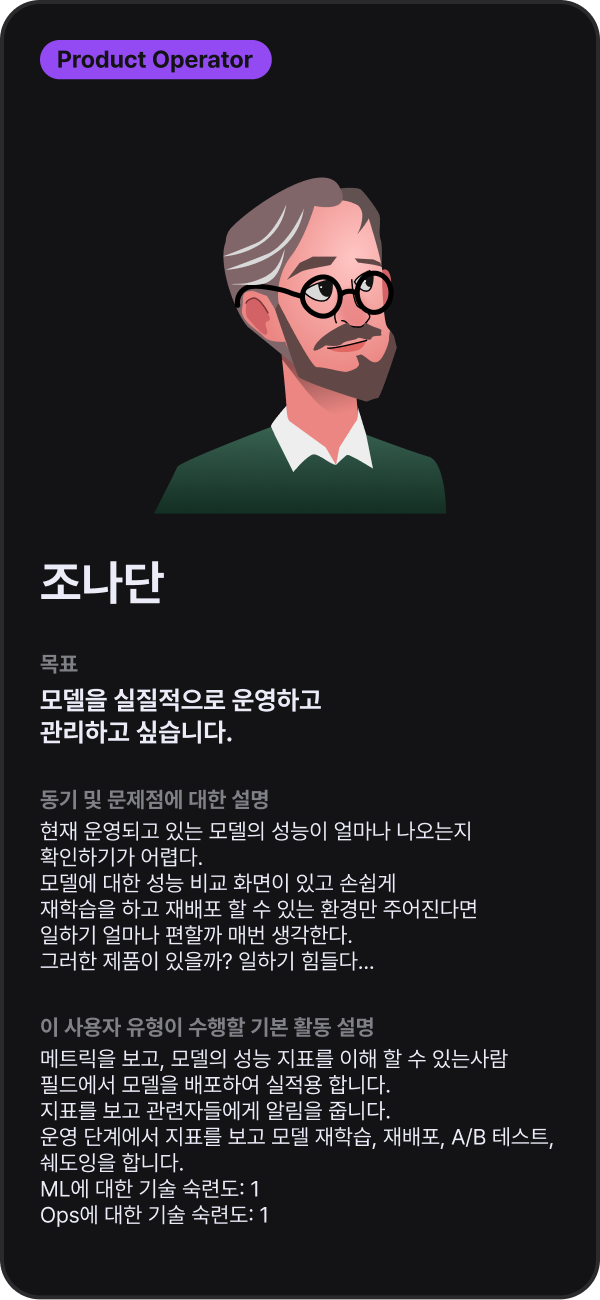 Product Operator
조나단
목표
모델을 실질적으로 운영하고
관리하고 싶습니다.
동기 및 문제점에 대한 설명
현재 운영되고 있는 모델의 성능이 얼마나 나오는지
확인하기가 어렵다.
모델에 대한 성능 비교 화면이 있고 손쉽게
재학습을 하고 재배포 할 수 있는 환경만 주어진다면
일하기 얼마나 편할까 매번 생각한다.
그러한 제품이 있을까? 일하기 힘들다...
이 사용자 유형이 수행할 기본 활동 설명
메트릭을 보고, 모델의 성능 지표를 이해 할 수 있는사람
필드에서 모델을 배포하여 실적용 합니다.
지표를 보고 관련자들에게 알림을 줍니다.
운영 단계에서 지표를 보고 모델 재학습, 재배포, A/B 테스트,
쉐도잉을 합니다.
ML에 대한 기술 숙련도: 1
Ops에 대한 기술 숙련도: 1